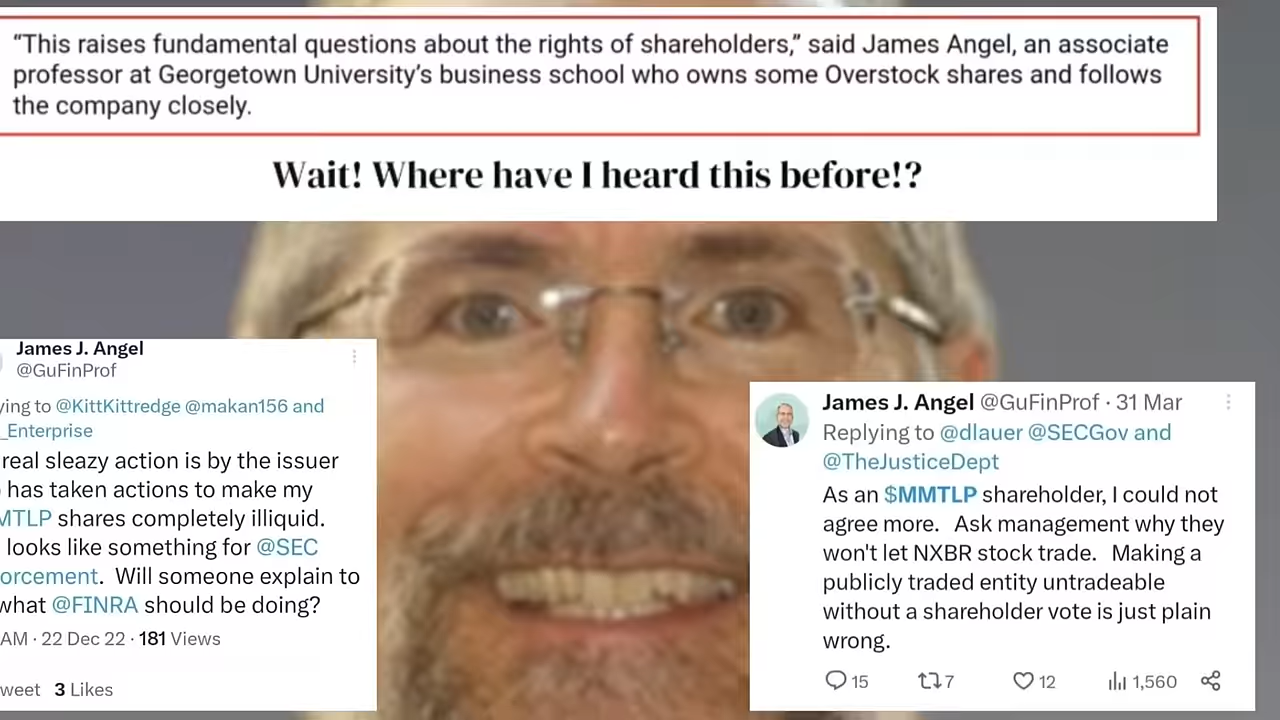 “This raises fundamental questions about the rights of shareholders,” said James Angel, an associate
professor at Georgetown University’s business school who owns some Overstock shares and follows
the company closely.
Wait! Where have I heard this before!?
James J. Angel
@GuFinProf
ying to @KittKittredge @makan156 and
_Enterprise
real sleazy action is by the issuer
has taken actions to make my
MTLP shares completely illiquid.
looks like something for @SEC
orcement. Will someone explain to
what @FINRA should be doing?
AM · 22 Dec 22 · 181 Views
weet 3 Likes
James J. Angel @GuFinProf · 31 Mar
Replying to @dlauer @SECGov and
@TheJusticeDept
As an $MMTLP shareholder, I could not
agree more. Ask management why they
won't let NXBR stock trade. Making a
publicly traded entity untradeable
without a shareholder vote is just plain
wrong.
15 7 12 1,560